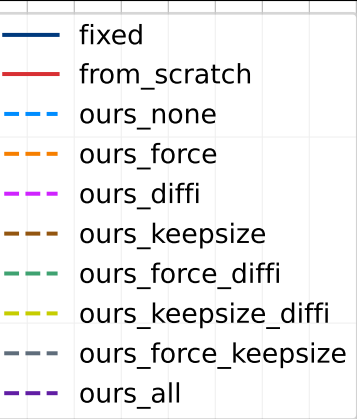 fixed
from_scratch
ours_none
ours_force
ours_diffi
ours_keepsize
ours_force_diffi
ours_keepsize_diffi
ours_force_keepsize
ours_all